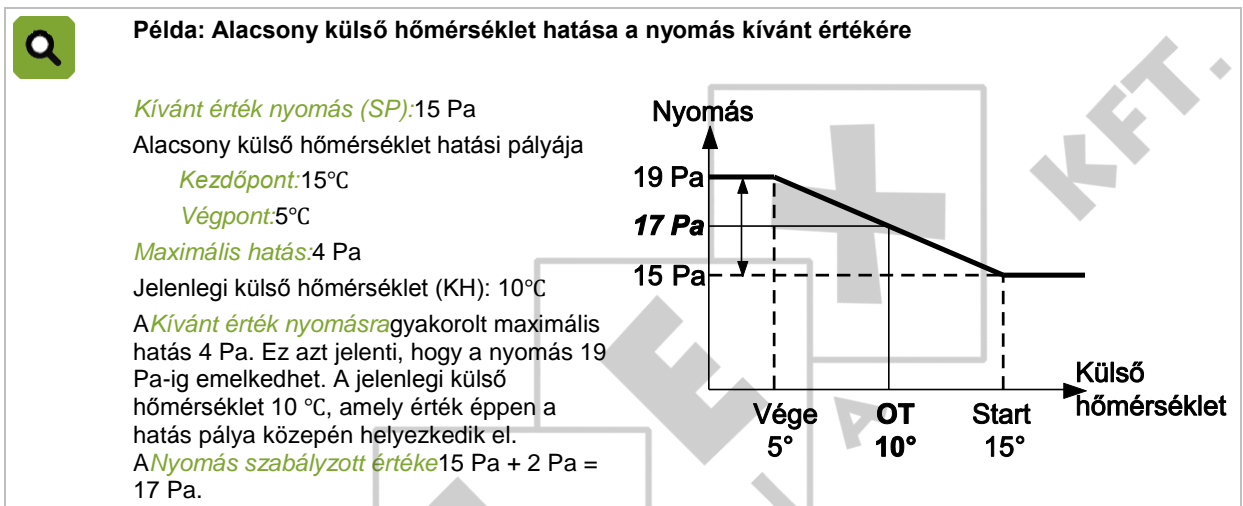 Példa: Alacsony külső hőmérséklet hatása a nyomás kívánt értékére
Kívánt érték nyomás (SP):15 Pa
Alacsony külső hőmérséklet hatási pályája
Kezdőpont:15℃
Végpont:5℃
Maximális hatás:4 Pa
Jelenlegi külső hőmérséklet (KH): 10℃
AKívánt érték nyomásragyakorolt maximális
hatás 4 Pa. Ez azt jelenti, hogy a nyomás 19
Pa-ig emelkedhet. A jelenlegi külső
hőmérséklet 10 ℃, amely érték éppen a
hatás pálya közepén helyezkedik el.
ANyomás szabályzott értéke15 Pa + 2 Pa =
17 Pa.
Nyomás
19 Pa
17 Pa
15 Pa
Külső
hőmérséklet
Vége OT Start
5° 10° 15°
KFT.
E
A